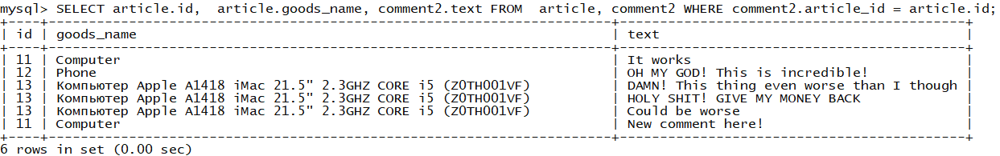 mysql> SELECT article.id,  article.goods_name, comment2.text FROM  article, comment2 WHERE comment2.article_id = article.id;
+----+-----------------------------------------------------------------+----------------------------------------+
| id | goods_name | text |
+----+-----------------------------------------------------------------+----------------------------------------+
| 11 | Computer | It works |
| 12 | Phone | OH MY GOD! This is incredible! |
| 13 | Компьютер Apple A1418 iMac 21.5" 2.3GHZ CORE i5 (Z0TH001VF) | DAMN! This thing even worse than I though |
| 13 | Компьютер Apple A1418 iMac 21.5" 2.3GHZ CORE i5 (Z0TH001VF) | HOLY SHIT! GIVE MY MONEY BACK |
| 13 | Компьютер Apple A1418 iMac 21.5" 2.3GHZ CORE i5 (Z0TH001VF) | Could be worse |
| 11 | Computer | New comment here! |
+----+-----------------------------------------------------------------+----------------------------------------+
6 rows in set (0.00 sec)